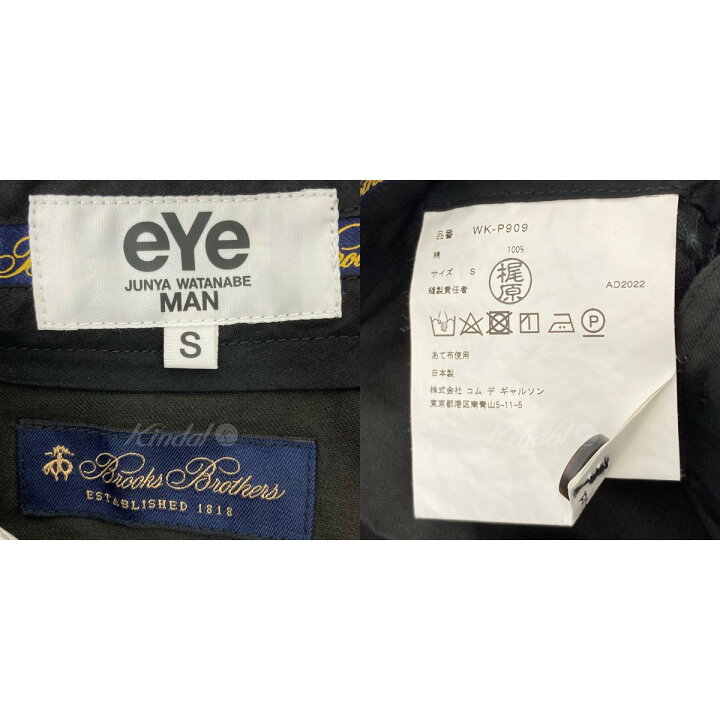 eYe
JUNYA WATANABE
MAN
S
Brooks Brothers
ESTABLISHED 1818
Kindal
品番 WK-P909
綿 100%
サイズ S
縫製責任者 梶原 AD2022
あて布使用
日本製
株式会社 コム デ ギャルソン
東京都港区南青山5-11-5
Kindal